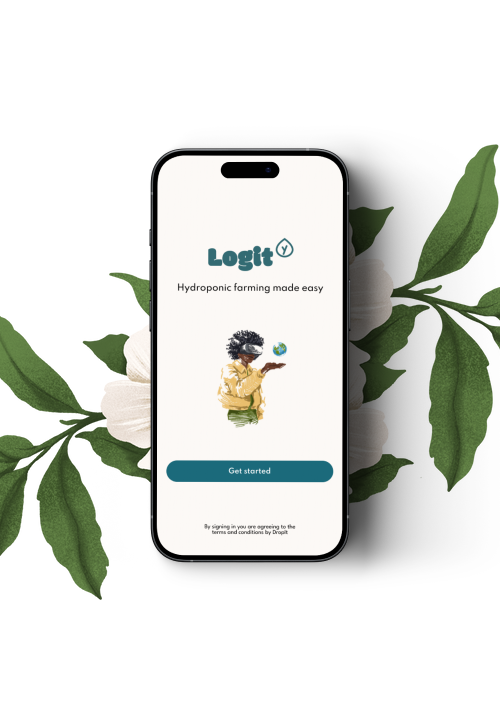 Logit
y
Hydroponic farming made easy
Get started
By signing in you are agreeing to the
terms and conditions by DropIt